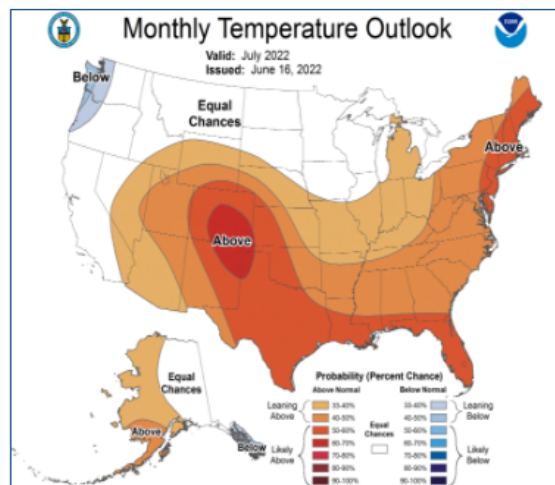 Monthly Temperature Outlook
Valid: July 2022
Issued: June 16, 2022
Below
Equal
Chances
Above
Above
Equal
Chances
Above
Below
Probability (Percent Chance)
Above Normal
Below Normal
Leaning
Above
33-40%
40-50%
50-60%
60-70%
70-80%
80-90%
90-100%
Likely
Above
Equal
Chances
33-40%
40-50%
50-60%
60-70%
70-80%
80-90%
90-100%
Leaning
Below
Likely
Below